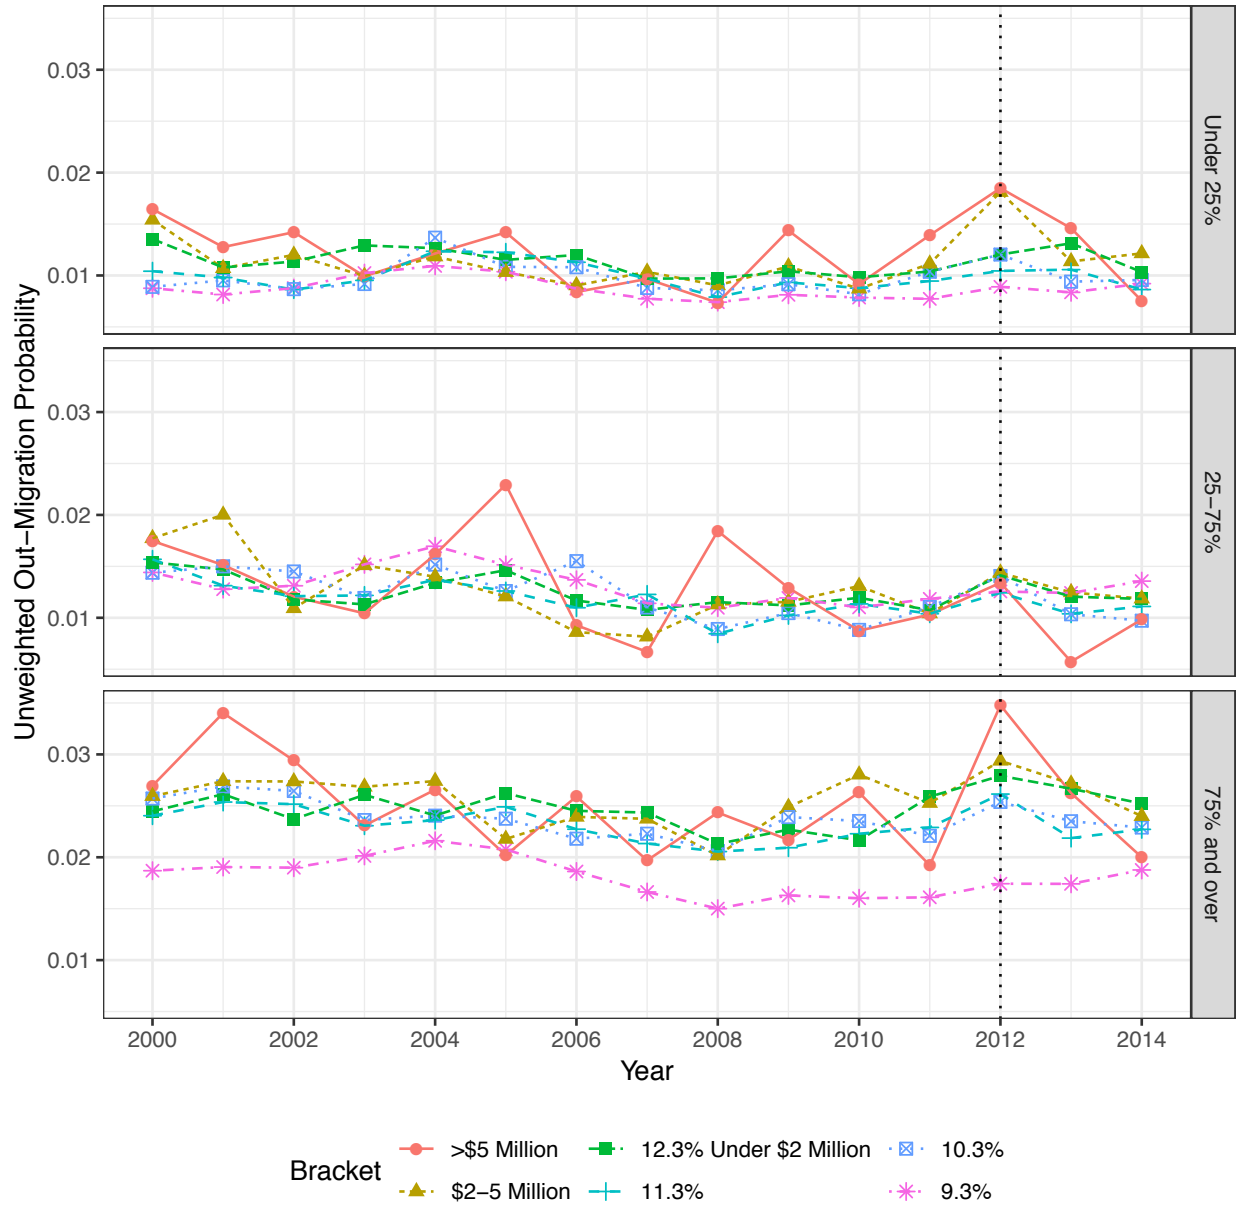 Unweighted Out−Migration Probability
0.03
0.02
0.01
Under 25%
0.03
0.02
0.01
25−75%
0.03
0.02
0.01
75% and over
2000 2002 2004 2006 2008 2010 2012 2014
Year
Bracket
>$5 Million 12.3% Under $2 Million 10.3%
$2−5 Million 11.3% 9.3%